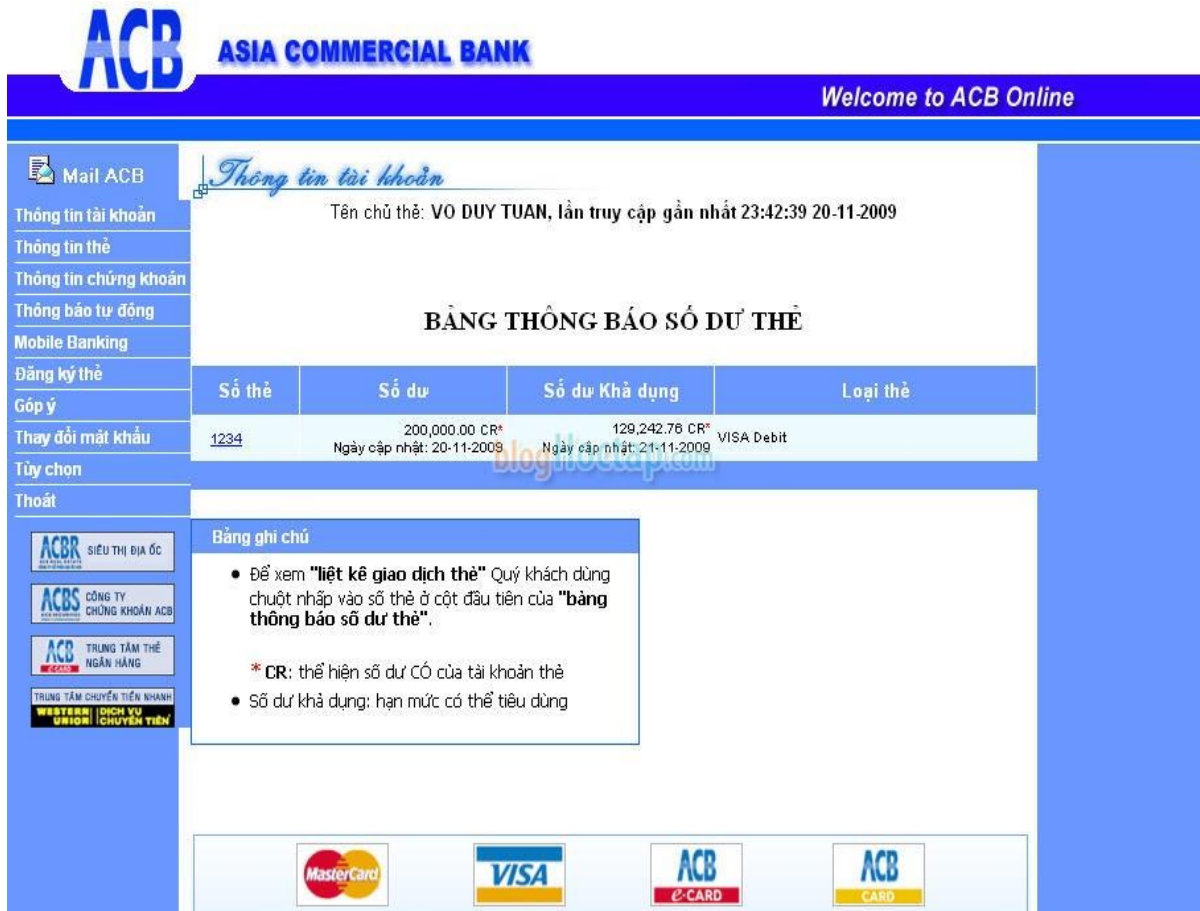 ACB
ASIA COMMERCIAL BANK
Welcome to ACB Online
Mail ACB
Thông tin tài khoản
Thông tin thẻ
Thông tin chứng khoán
Thông báo tự động
Mobile Banking
Đăng ký thẻ
Góp ý
Thay đổi mật khẩu
Tùy chọn
Thoát
ACBR SIÊU THỊ ĐỊA ỐC
ACBS CÔNG TY
CHỨNG KHOÁN ACB
ACB TRUNG TÂM THẺ
e-CARD NGÂN HÀNG
TRUNG TÂM CHUYỂN TIỀN NHANH
WESTERN DỊCH VỤ
UNION CHUYỂN TIỀN
Thông tin tài khoản
Tên chủ thẻ: VO DUY TUAN, lần truy cập gần nhất 23:42:39 20-11-2009
BẢNG THÔNG BÁO SỐ DƯ THẺ
Số thẻ Số dư Số dư Khả dụng Loại thẻ
1234 200,000.00 CR* 129,242.76 CR* VISA Debit
Ngày cập nhật: 20-11-2009 Ngày cập nhật: 21-11-2009
blogHoctap.com
Bảng ghi chú
• Để xem "liệt kê giao dịch thẻ" Quý khách dùng
chuột nhấp vào số thẻ ở cột đầu tiên của "bảng
thông báo số dư thẻ".
* CR: thể hiện số dư CÓ của tài khoản thẻ
• Số dư khả dụng: hạn mức có thể tiêu dùng
MasterCard VISA ACB ACB
e-CARD CARD